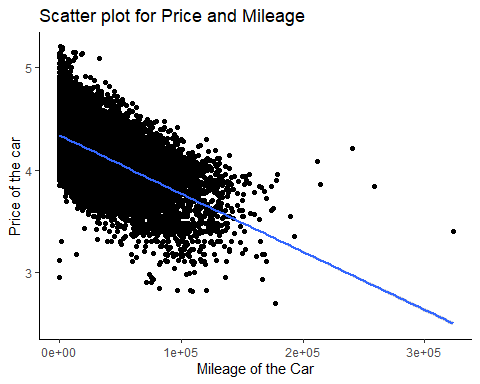 Scatter plot for Price and Mileage
5
4
3
Price of the car
0e+00 1e+05 2e+05 3e+05
Mileage of the Car